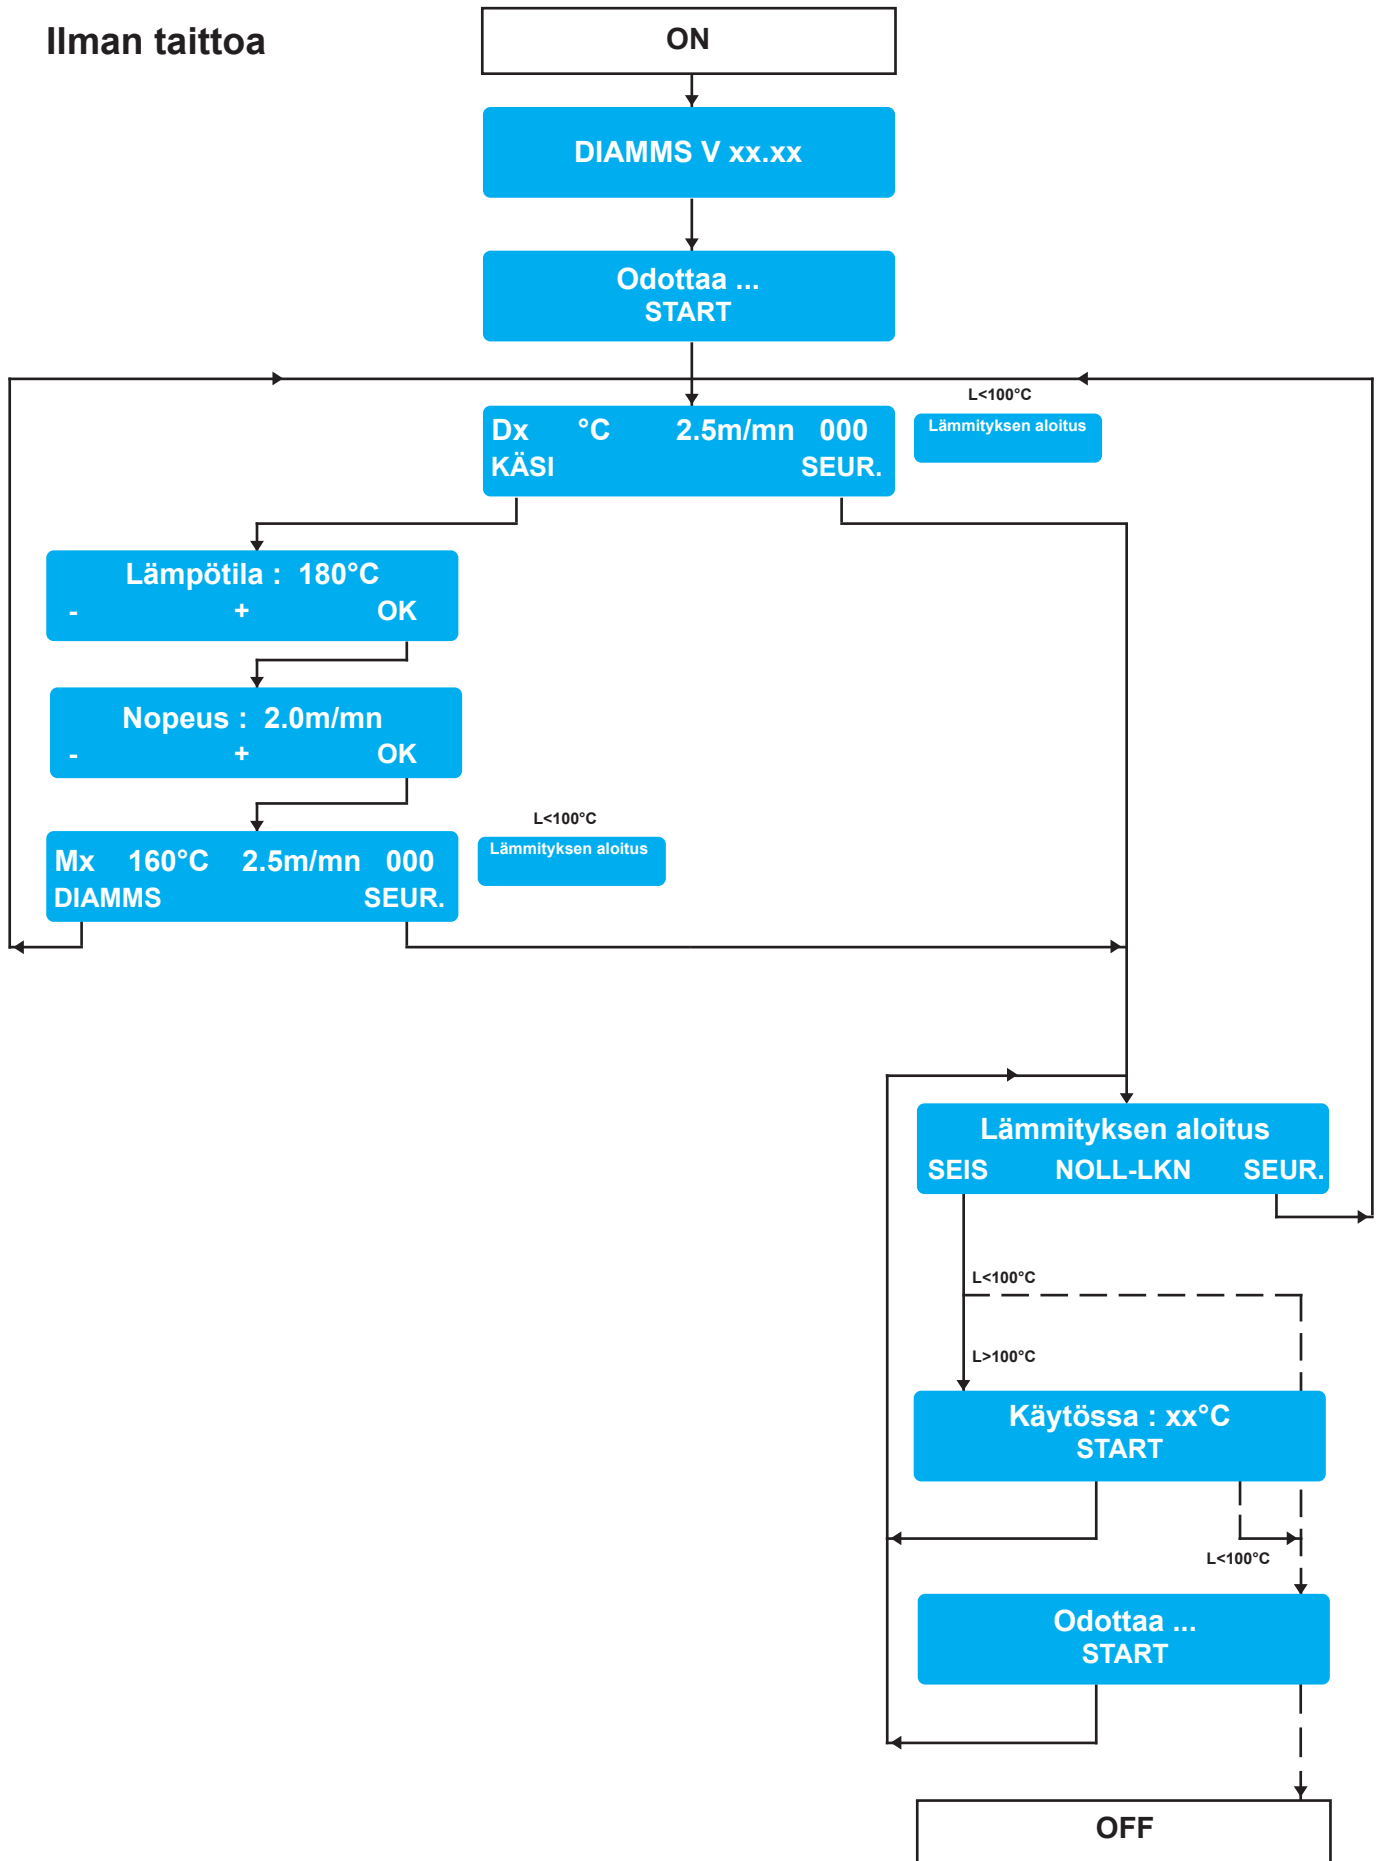 Ilman taittoa
ON
DIAMMS V xx.xx
Odottaa ...
START
L<100°C
Dx °C 2.5m/mn 000
KÄSI SEUR.
Lämmityksen aloitus
Lämpötila : 180°C
- + OK
Nopeus : 2.0m/mn
- + OK
L<100°C
Mx 160°C 2.5m/mn 000
DIAMMS SEUR.
Lämmityksen aloitus
Lämmityksen aloitus
SEIS NOLL-LKN SEUR.
L<100°C
L>100°C
Käytössa : xx°C
START
L<100°C
Odottaa ...
START
OFF